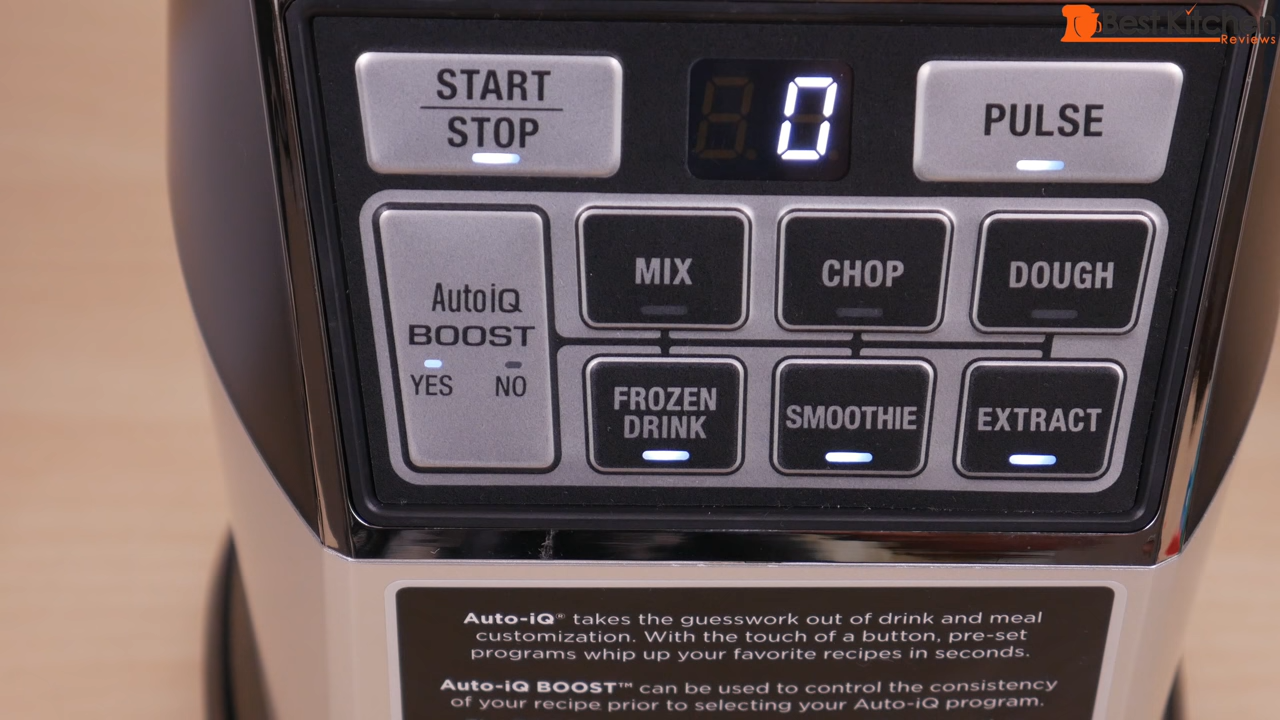 Best Kitchen
Reviews
START
STOP
0
PULSE
MIX
CHOP
DOUGH
AutoiQ
BOOST
YES NO
FROZEN
DRINK
SMOOTHIE
EXTRACT
Auto-iQ® takes the guesswork out of drink and meal
customization. With the touch of a button, pre-set
programs whip up your favorite recipes in seconds.
Auto-iQ BOOST™ can be used to control the consistency
of your recipe prior to selecting your Auto-iQ program.